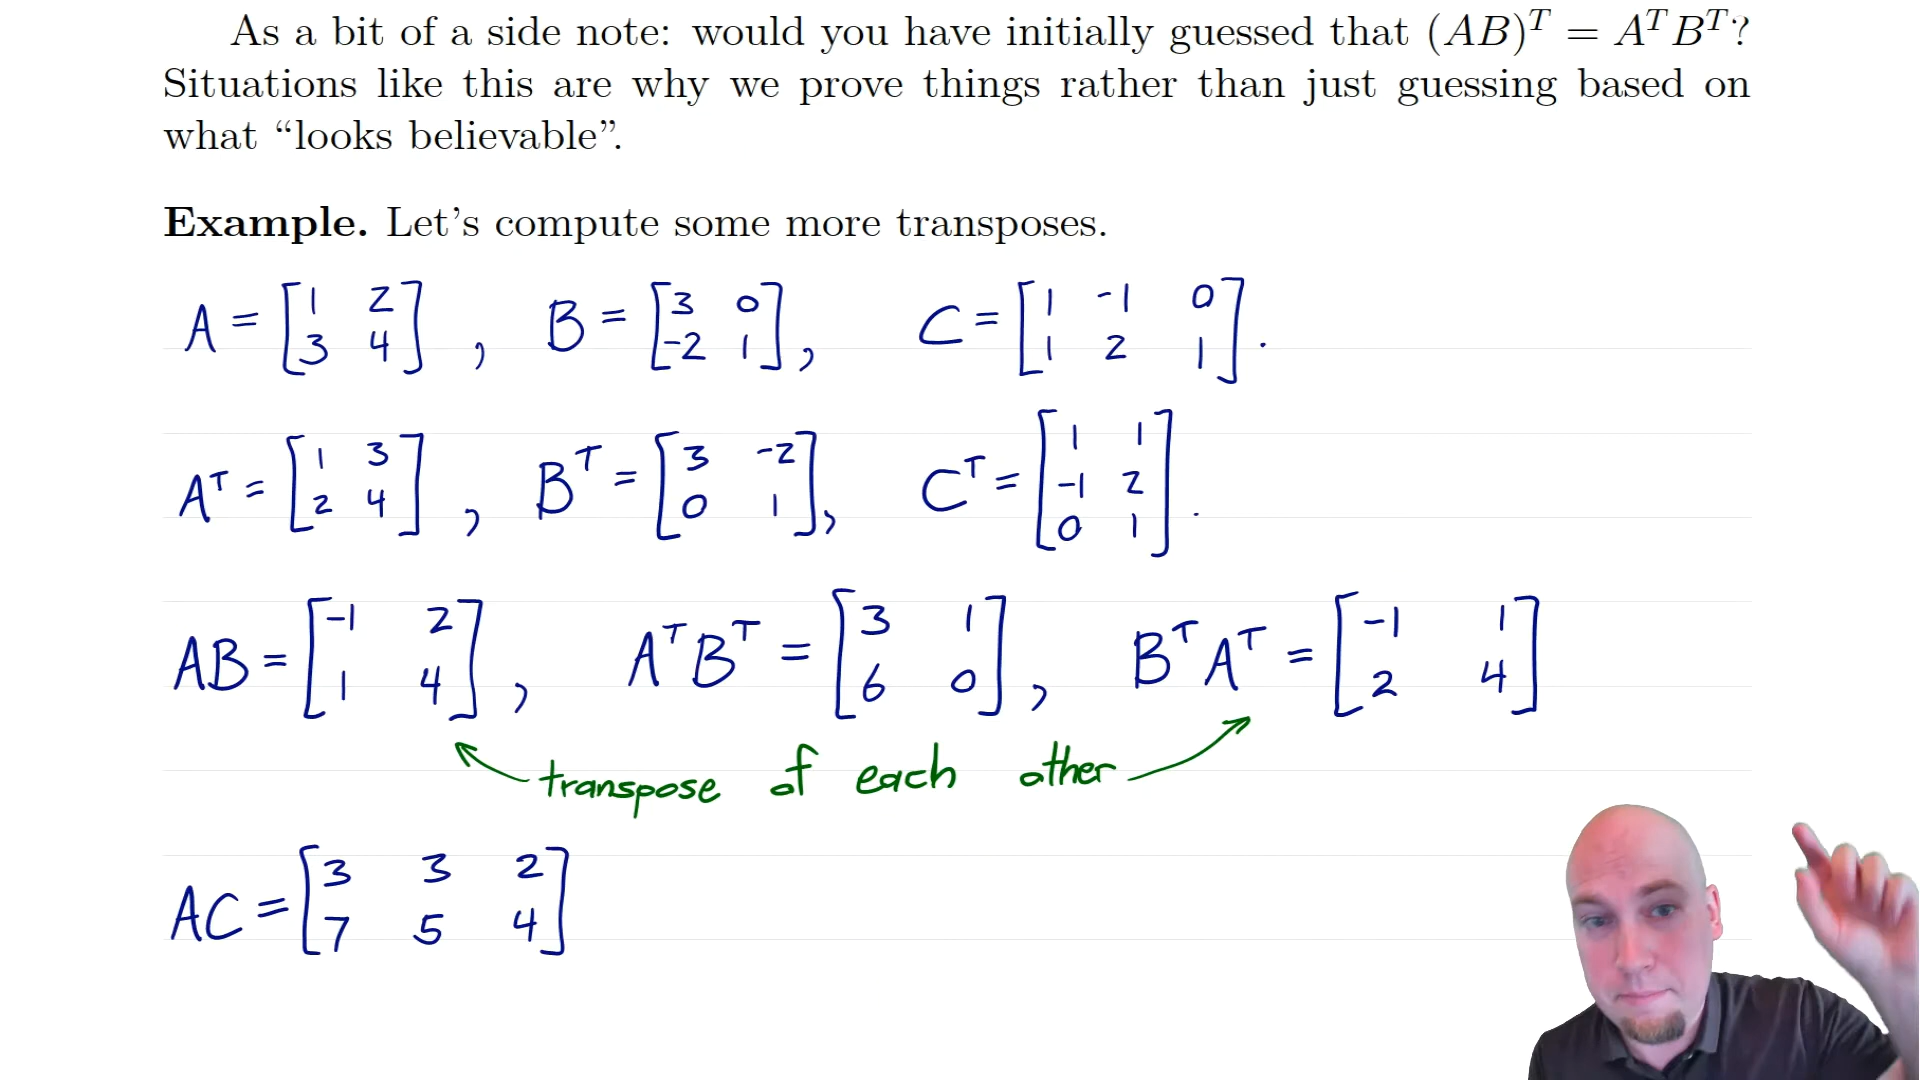 As a bit of a side note: would you have initially guessed that (AB)^T = A^T B^T?
Situations like this are why we prove things rather than just guessing based on
what “looks believable”.
Example. Let’s compute some more transposes.
A = [1 2; 3 4], B = [3 0; -2 1], C = [1 -1 0; 1 2 1].
A^T = [1 3; 2 4], B^T = [3 -2; 0 1], C^T = [1 1; -1 2; 0 1].
AB = [-1 2; 1 4], A^T B^T = [3 1; 6 0], B^T A^T = [-1 1; 2 4]
transpose of each other
AC = [3 3 2; 7 5 4]